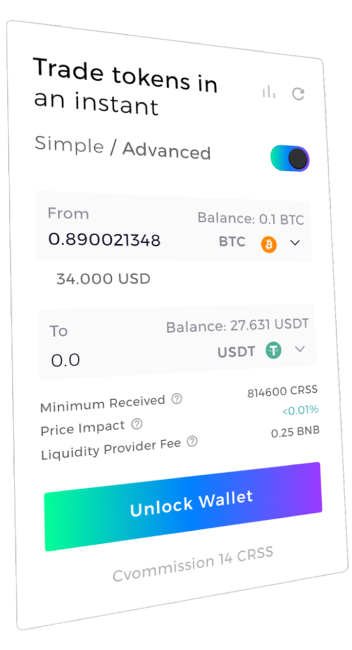 Trade tokens in
an instant
Simple / Advanced
From
Balance: 0.1 BTC
0.890021348
BTC
34.000 USD
To
Balance: 27.631 USDT
0.0
USDT
Minimum Received ? 814600 CRSS
Price Impact ? <0.01%
Liquidity Provider Fee ? 0.25 BNB
Unlock Wallet
Cvommission 14 CRSS